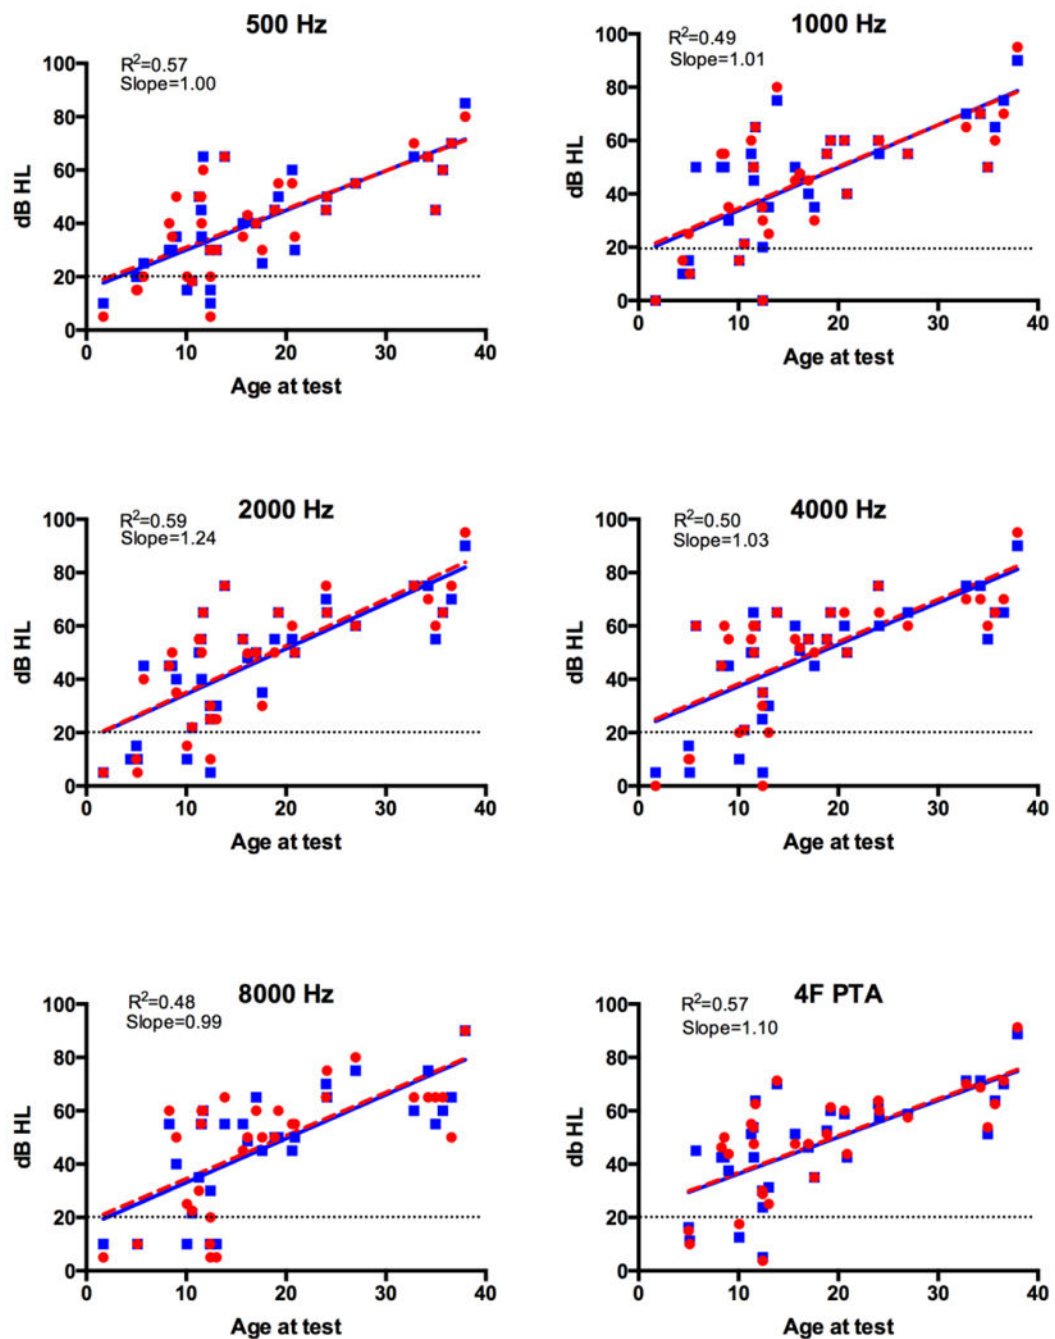 500 Hz
R²=0.57
Slope=1.00
100
80
60
40
20
0
dB HL
0 10 20 30 40
Age at test
1000 Hz
R²=0.49
Slope=1.01
100
80
60
40
20
0
dB HL
0 10 20 30 40
Age at test
2000 Hz
R²=0.59
Slope=1.24
100
80
60
40
20
0
dB HL
0 10 20 30 40
Age at test
4000 Hz
R²=0.50
Slope=1.03
100
80
60
40
20
0
dB HL
0 10 20 30 40
Age at test
8000 Hz
R²=0.48
Slope=0.99
100
80
60
40
20
0
dB HL
0 10 20 30 40
Age at test
4F PTA
R²=0.57
Slope=1.10
100
80
60
40
20
0
db HL
0 10 20 30 40
Age at test